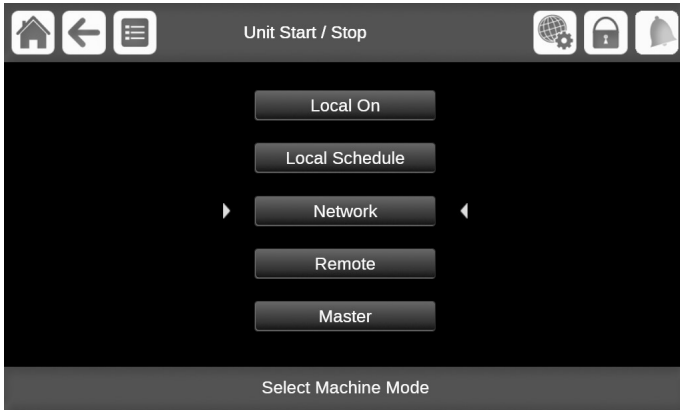 Unit Start / Stop
Local On
Local Schedule
Network
Remote
Master
Select Machine Mode